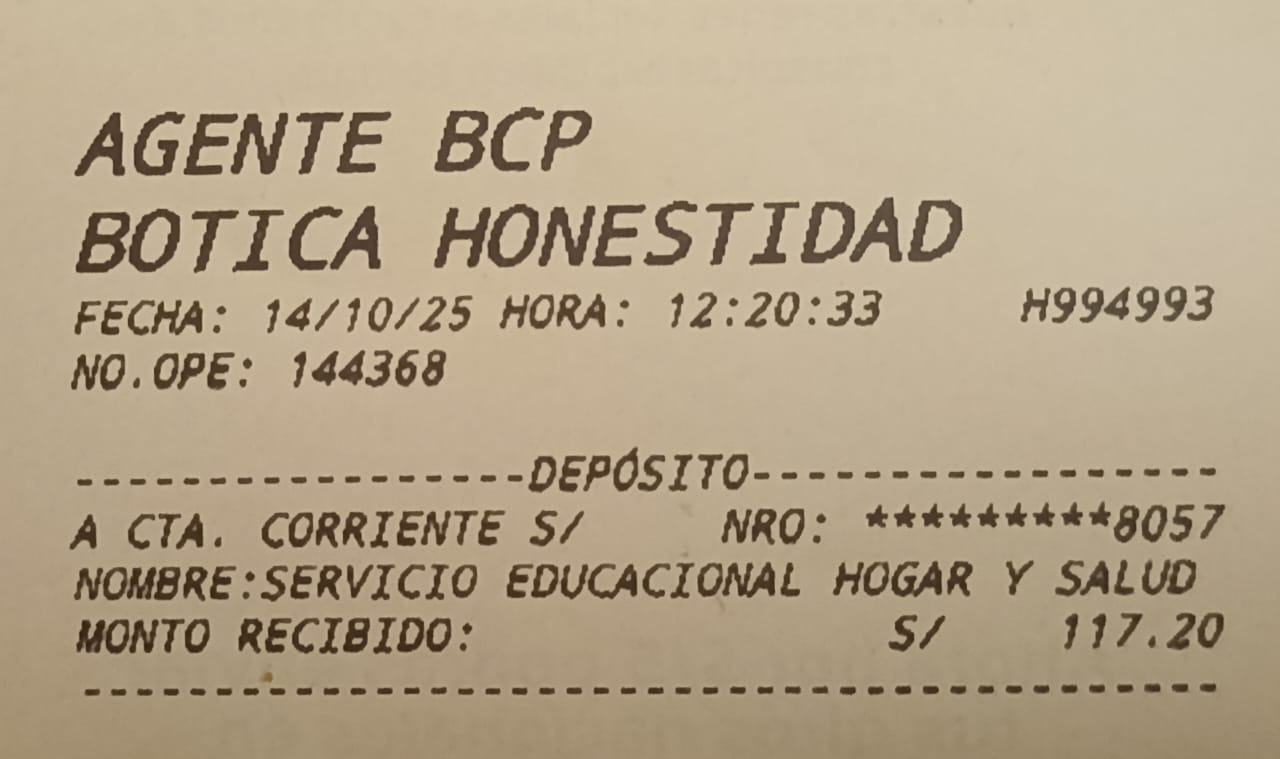 AGENTE BCP
BOTICA HONESTIDAD
FECHA: 14/10/25 HORA: 12:20:33 H994993
NO.OPE: 144368
-----------------DEPÓSITO-----------------
A CTA. CORRIENTE S/ NRO: *********8057
NOMBRE:SERVICIO EDUCACIONAL HOGAR Y SALUD
MONTO RECIBIDO: S/ 117.20
------------------------------------------